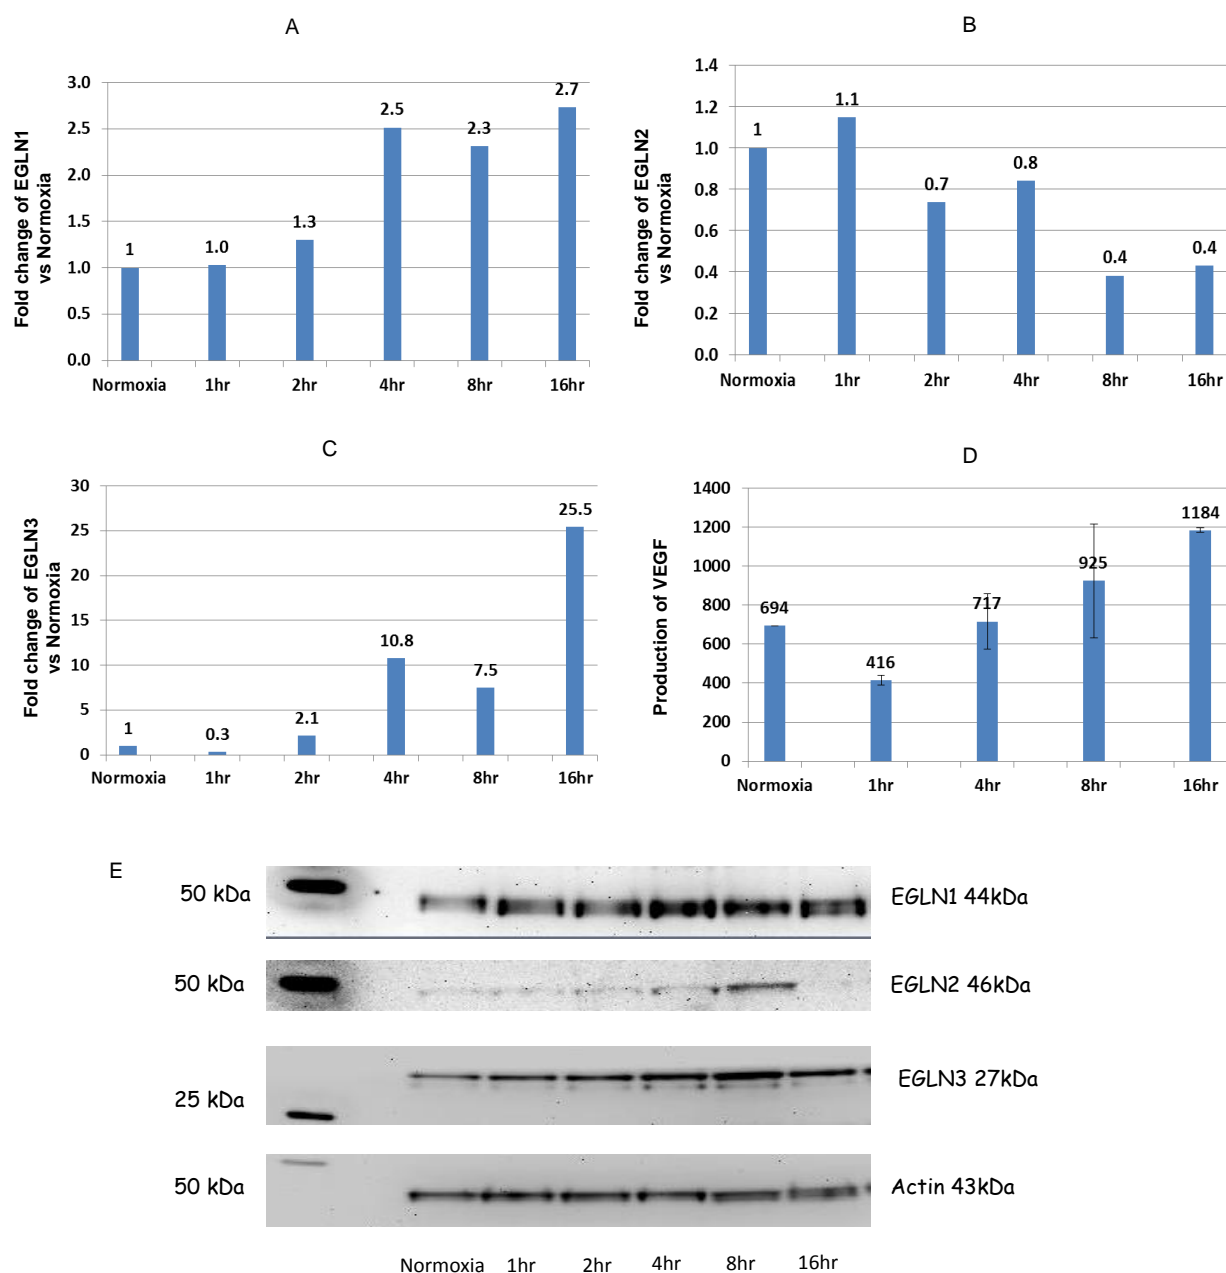 A
Fold change of EGLN1
vs Normoxia
3.0
2.5
2.0
1.5
1.0
0.5
0.0
1
1.0
1.3
2.5
2.3
2.7
Normoxia 1hr 2hr 4hr 8hr 16hr
B
Fold change of EGLN2
vs Normoxia
1.4
1.2
1.0
0.8
0.6
0.4
0.2
0.0
1
1.1
0.7
0.8
0.4
0.4
Normoxia 1hr 2hr 4hr 8hr 16hr
C
Fold change of EGLN3
vs Normoxia
30
25
20
15
10
5
0
1
0.3
2.1
10.8
7.5
25.5
Normoxia 1hr 2hr 4hr 8hr 16hr
D
Production of VEGF
1400
1200
1000
800
600
400
200
0
694
416
717
925
1184
Normoxia 1hr 4hr 8hr 16hr
E
50 kDa EGLN1 44kDa
50 kDa EGLN2 46kDa
25 kDa EGLN3 27kDa
50 kDa Actin 43kDa
Normoxia 1hr 2hr 4hr 8hr 16hr